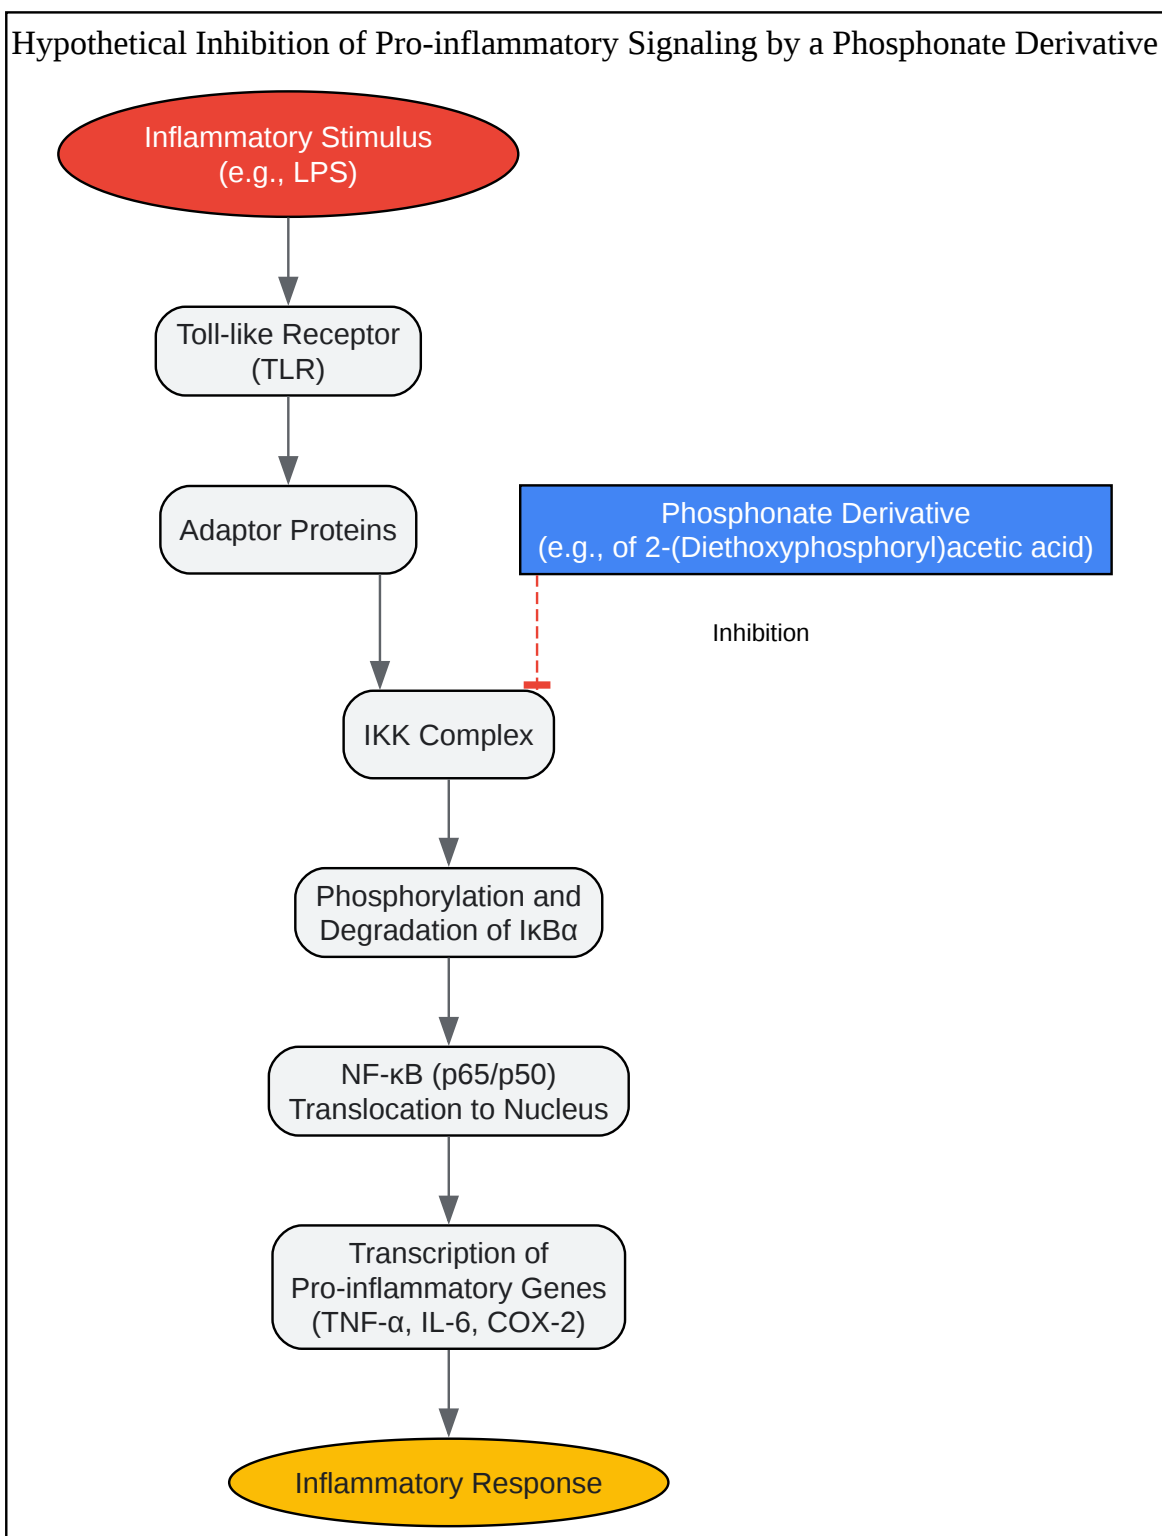 Hypothetical Inhibition of Pro-inflammatory Signaling by a Phosphonate Derivative
Inflammatory Stimulus
(e.g., LPS)
Toll-like Receptor
(TLR)
Adaptor Proteins
Phosphonate Derivative
(e.g., of 2-(Diethoxyphosphoryl)acetic acid)
Inhibition
IKK Complex
Phosphorylation and
Degradation of IκBα
NF-κB (p65/p50)
Translocation to Nucleus
Transcription of
Pro-inflammatory Genes
(TNF-α, IL-6, COX-2)
Inflammatory Response